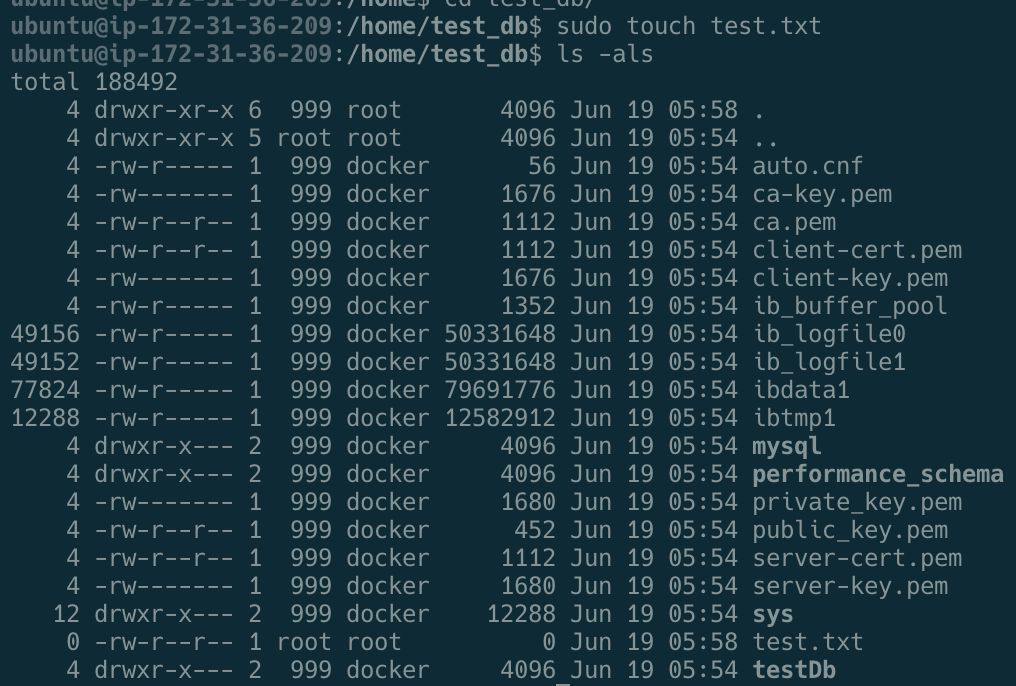 ubuntu@ip-172-31-36-209:/home$ cd test_db/
ubuntu@ip-172-31-36-209:/home/test_db$ sudo touch test.txt
ubuntu@ip-172-31-36-209:/home/test_db$ ls -als
total 188492
    4 drwxr-xr-x 6  999 root       4096 Jun 19 05:58 .
    4 drwxr-xr-x 5 root root       4096 Jun 19 05:54 ..
    4 -rw-r----- 1  999 docker       56 Jun 19 05:54 auto.cnf
    4 -rw------- 1  999 docker     1676 Jun 19 05:54 ca-key.pem
    4 -rw-r--r-- 1  999 docker     1112 Jun 19 05:54 ca.pem
    4 -rw-r--r-- 1  999 docker     1112 Jun 19 05:54 client-cert.pem
    4 -rw------- 1  999 docker     1676 Jun 19 05:54 client-key.pem
    4 -rw-r----- 1  999 docker     1352 Jun 19 05:54 ib_buffer_pool
49156 -rw-r----- 1  999 docker 50331648 Jun 19 05:54 ib_logfile0
49152 -rw-r----- 1  999 docker 50331648 Jun 19 05:54 ib_logfile1
77824 -rw-r----- 1  999 docker 79691776 Jun 19 05:54 ibdata1
12288 -rw-r----- 1  999 docker 12582912 Jun 19 05:54 ibtmp1
    4 drwxr-x--- 2  999 docker     4096 Jun 19 05:54 mysql
    4 drwxr-x--- 2  999 docker     4096 Jun 19 05:54 performance_schema
    4 -rw------- 1  999 docker     1680 Jun 19 05:54 private_key.pem
    4 -rw-r--r-- 1  999 docker      452 Jun 19 05:54 public_key.pem
    4 -rw-r--r-- 1  999 docker     1112 Jun 19 05:54 server-cert.pem
    4 -rw------- 1  999 docker     1680 Jun 19 05:54 server-key.pem
   12 drwxr-x--- 2  999 docker    12288 Jun 19 05:54 sys
    0 -rw-r--r-- 1 root root          0 Jun 19 05:58 test.txt
    4 drwxr-x--- 2  999 docker     4096 Jun 19 05:54 testDb